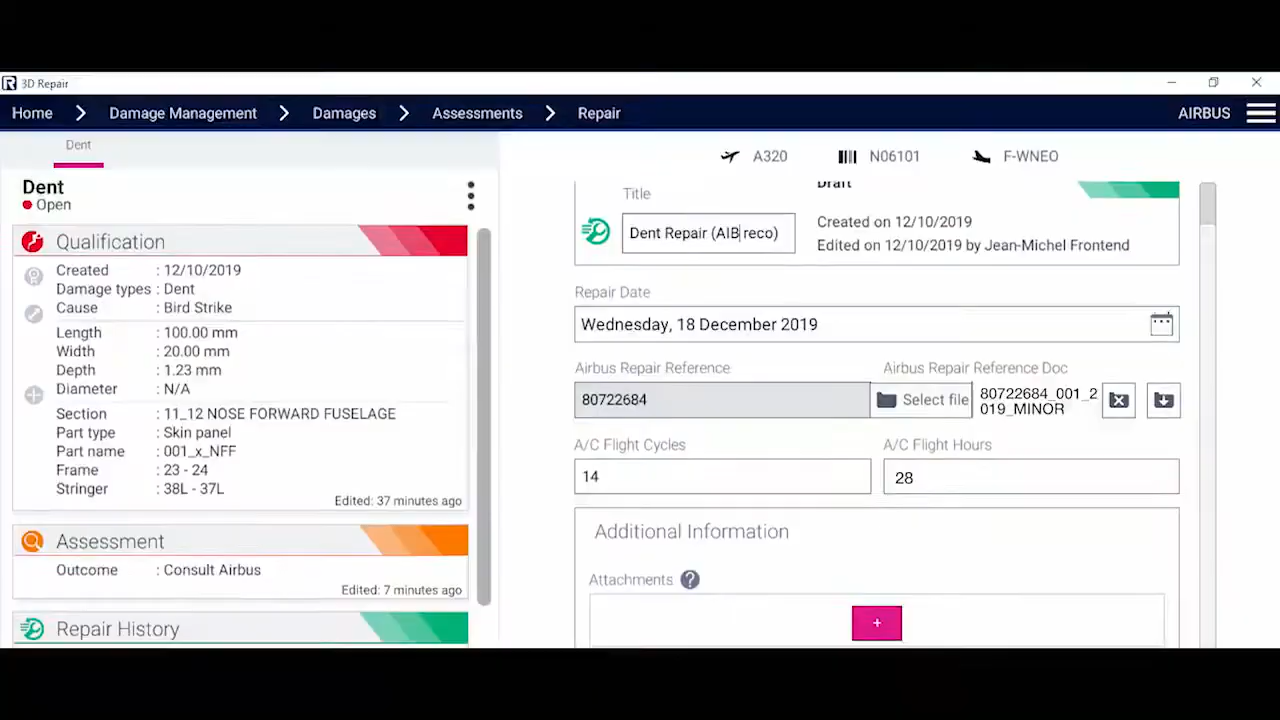 3D Repair
Home Damage Management Damages Assessments Repair AIRBUS
Dent
A320 N06101 F-WNEO
Dent
Open
Qualification
Created : 12/10/2019
Damage types : Dent
Cause : Bird Strike
Length : 100.00 mm
Width : 20.00 mm
Depth : 1.23 mm
Diameter : N/A
Section : 11_12 NOSE FORWARD FUSELAGE
Part type : Skin panel
Part name : 001_x_NFF
Frame : 23 - 24
Stringer : 38L - 37L
Edited: 37 minutes ago
Assessment
Outcome : Consult Airbus
Edited: 7 minutes ago
Repair History
Title
Draft
Dent Repair (AIB reco)
Created on 12/10/2019
Edited on 12/10/2019 by Jean-Michel Frontend
Repair Date
Wednesday, 18 December 2019
Airbus Repair Reference
Airbus Repair Reference Doc
80722684
Select file
80722684_001_2
019_MINOR
A/C Flight Cycles
A/C Flight Hours
14
28
Additional Information
Attachments ?
+